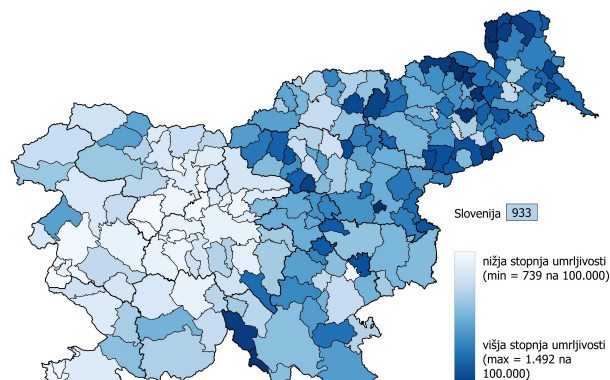 Slovenija 933
nižja stopnja umrljivosti
(min = 739 na 100.000)
višja stopnja umrljivosti
(max = 1.492 na
100.000)